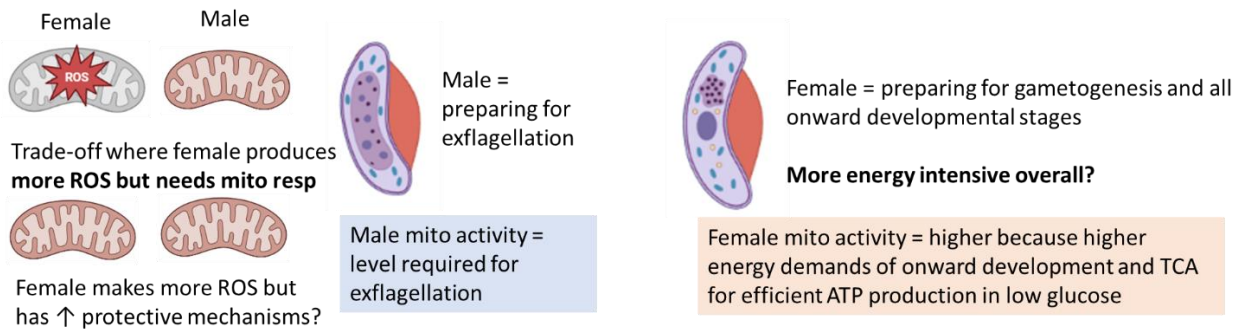 Female
Male
ROS
Trade-off where female produces
more ROS but needs mito resp
Female makes more ROS but
has ↑ protective mechanisms?
Male =
preparing for
exflagellation
Male mito activity =
level required for
exflagellation
Female = preparing for gametogenesis and all
onward developmental stages
More energy intensive overall?
Female mito activity = higher because higher
energy demands of onward development and TCA
for efficient ATP production in low glucose